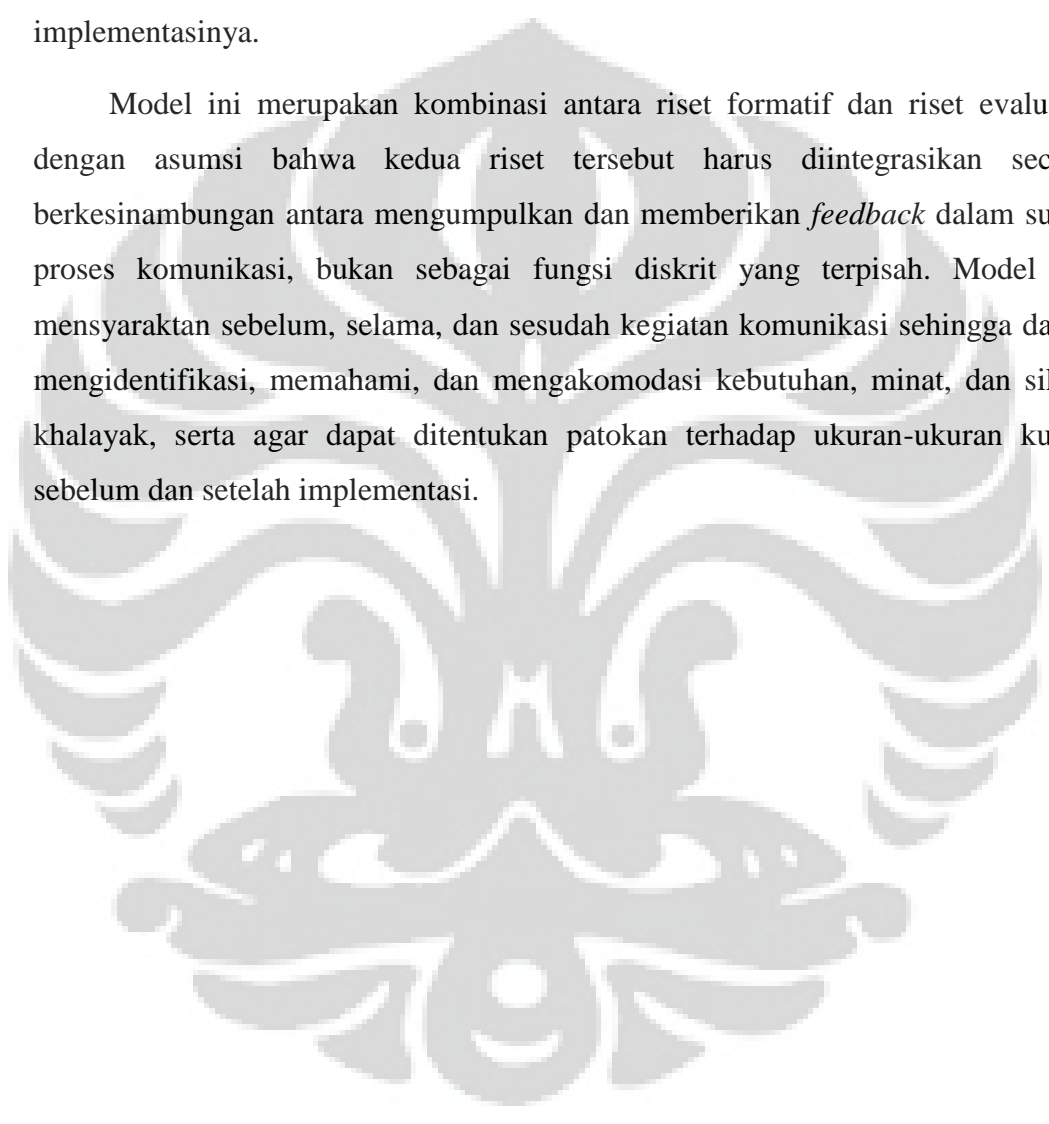 implementasinya.
Model ini merupakan kombinasi antara riset formatif dan riset evalu
dengan asumsi bahwa kedua riset tersebut harus diintegrasikan sec
berkesinambungan antara mengumpulkan dan memberikan feedback dalam su
proses komunikasi, bukan sebagai fungsi diskrit yang terpisah. Model
mensyaraktan sebelum, selama, dan sesudah kegiatan komunikasi sehingga da
mengidentifikasi, memahami, dan mengakomodasi kebutuhan, minat, dan si
khalayak, serta agar dapat ditentukan patokan terhadap ukuran-ukuran ku
sebelum dan setelah implementasi.